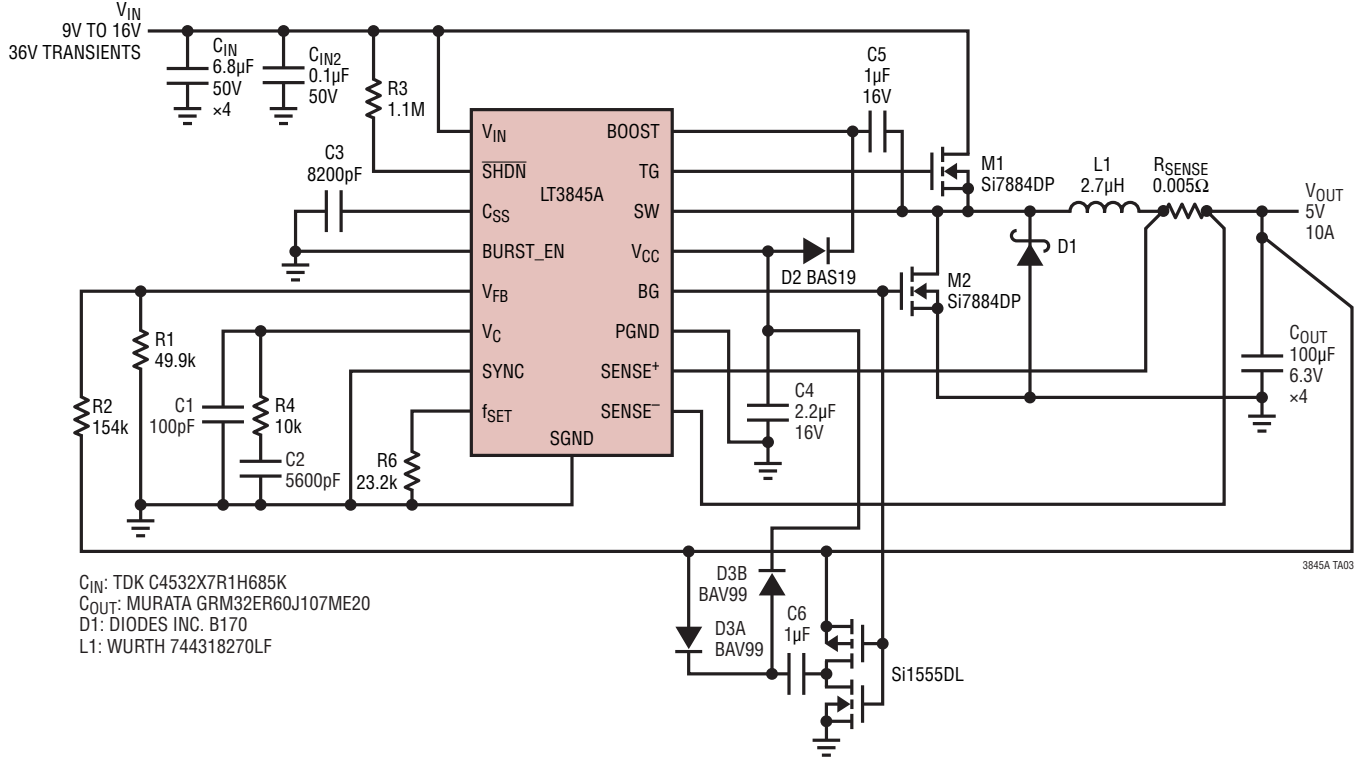 VIN
9V TO 16V
36V TRANSIENTS
CIN
6.8µF
50V
×4
CIN2
0.1µF
50V
R3
1.1M
C3
8200pF
C5
1µF
16V
VIN
SHDN
CSS
BURST_EN
VFB
VC
SYNC
fSET
LT3845A
SGND
BOOST
TG
SW
VCC
BG
PGND
SENSE+
SENSE–
M1
Si7884DP
L1
2.7µH
RSENSE
0.005Ω
VOUT
5V
10A
D2 BAS19
D1
M2
Si7884DP
R1
49.9k
R2
154k
C1
100pF
R4
10k
C2
5600pF
R6
23.2k
C4
2.2µF
16V
COUT
100µF
6.3V
×4
3845A TA03
CIN: TDK C4532X7R1H685K
COUT: MURATA GRM32ER60J107ME20
D1: DIODES INC. B170
L1: WURTH 744318270LF
D3B
BAV99
D3A
BAV99
C6
1µF
Si1555DL